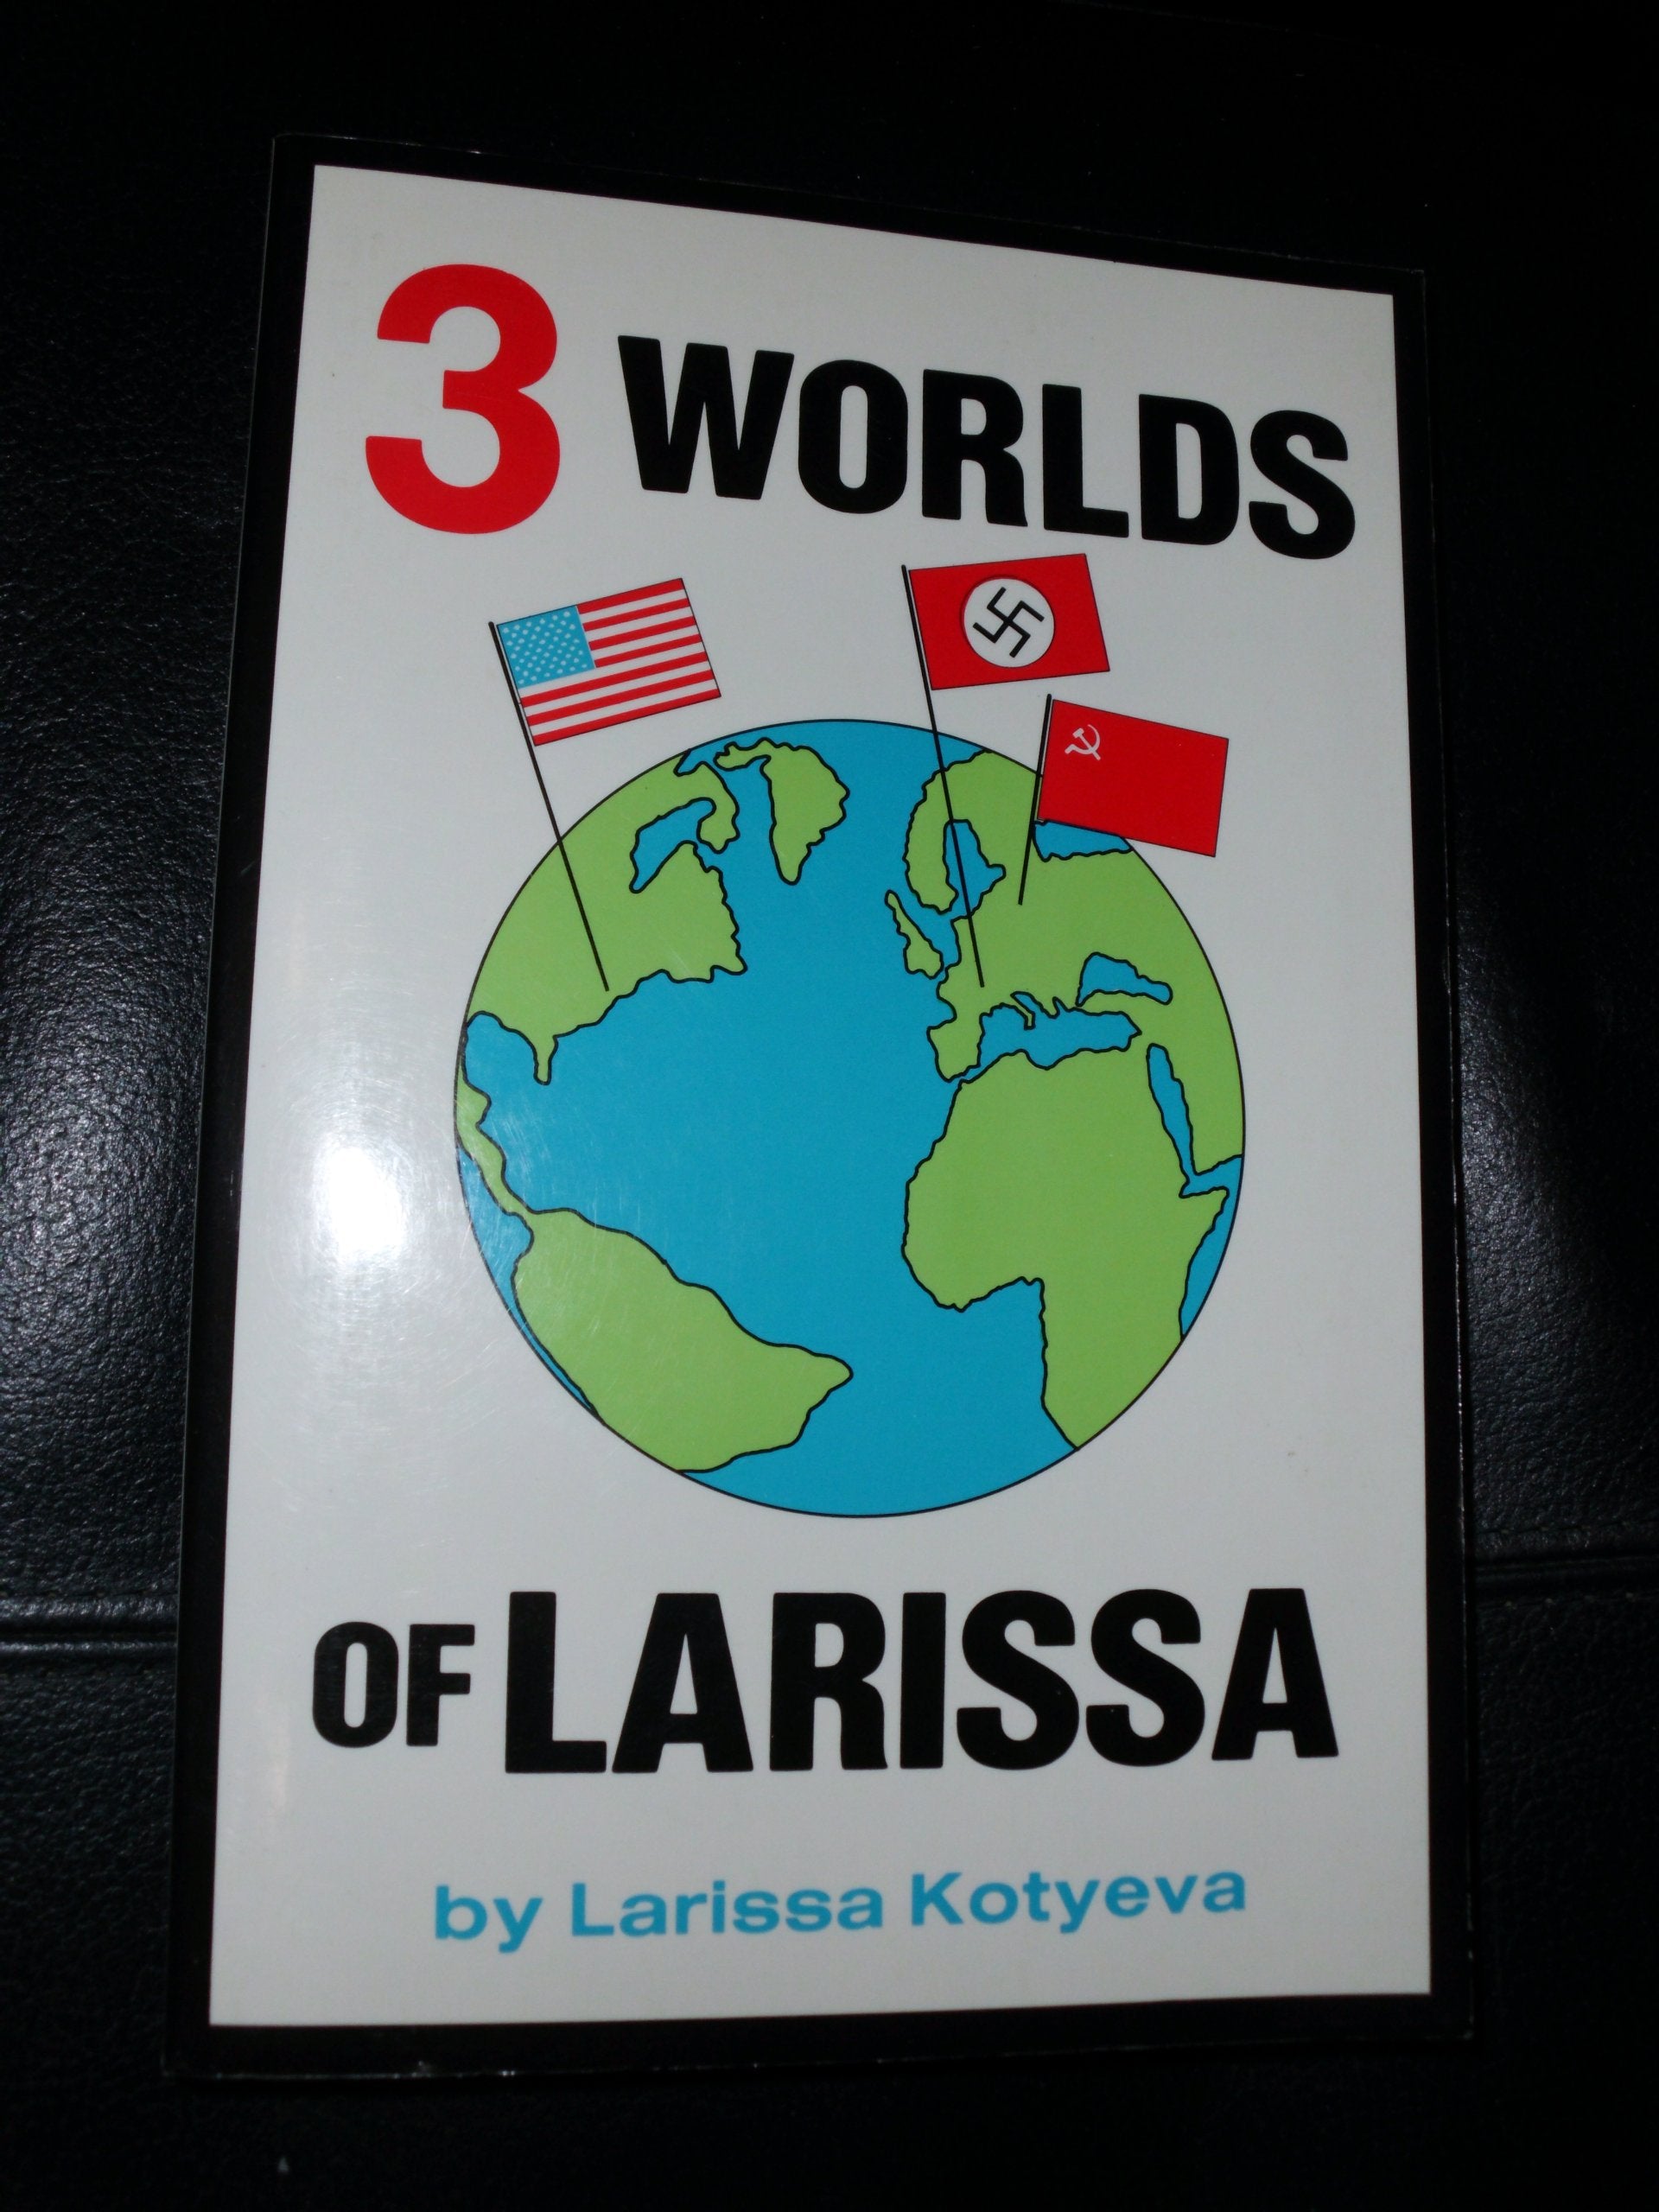 3 WORLDS
OF LARISSA
by Larissa Kotyeva